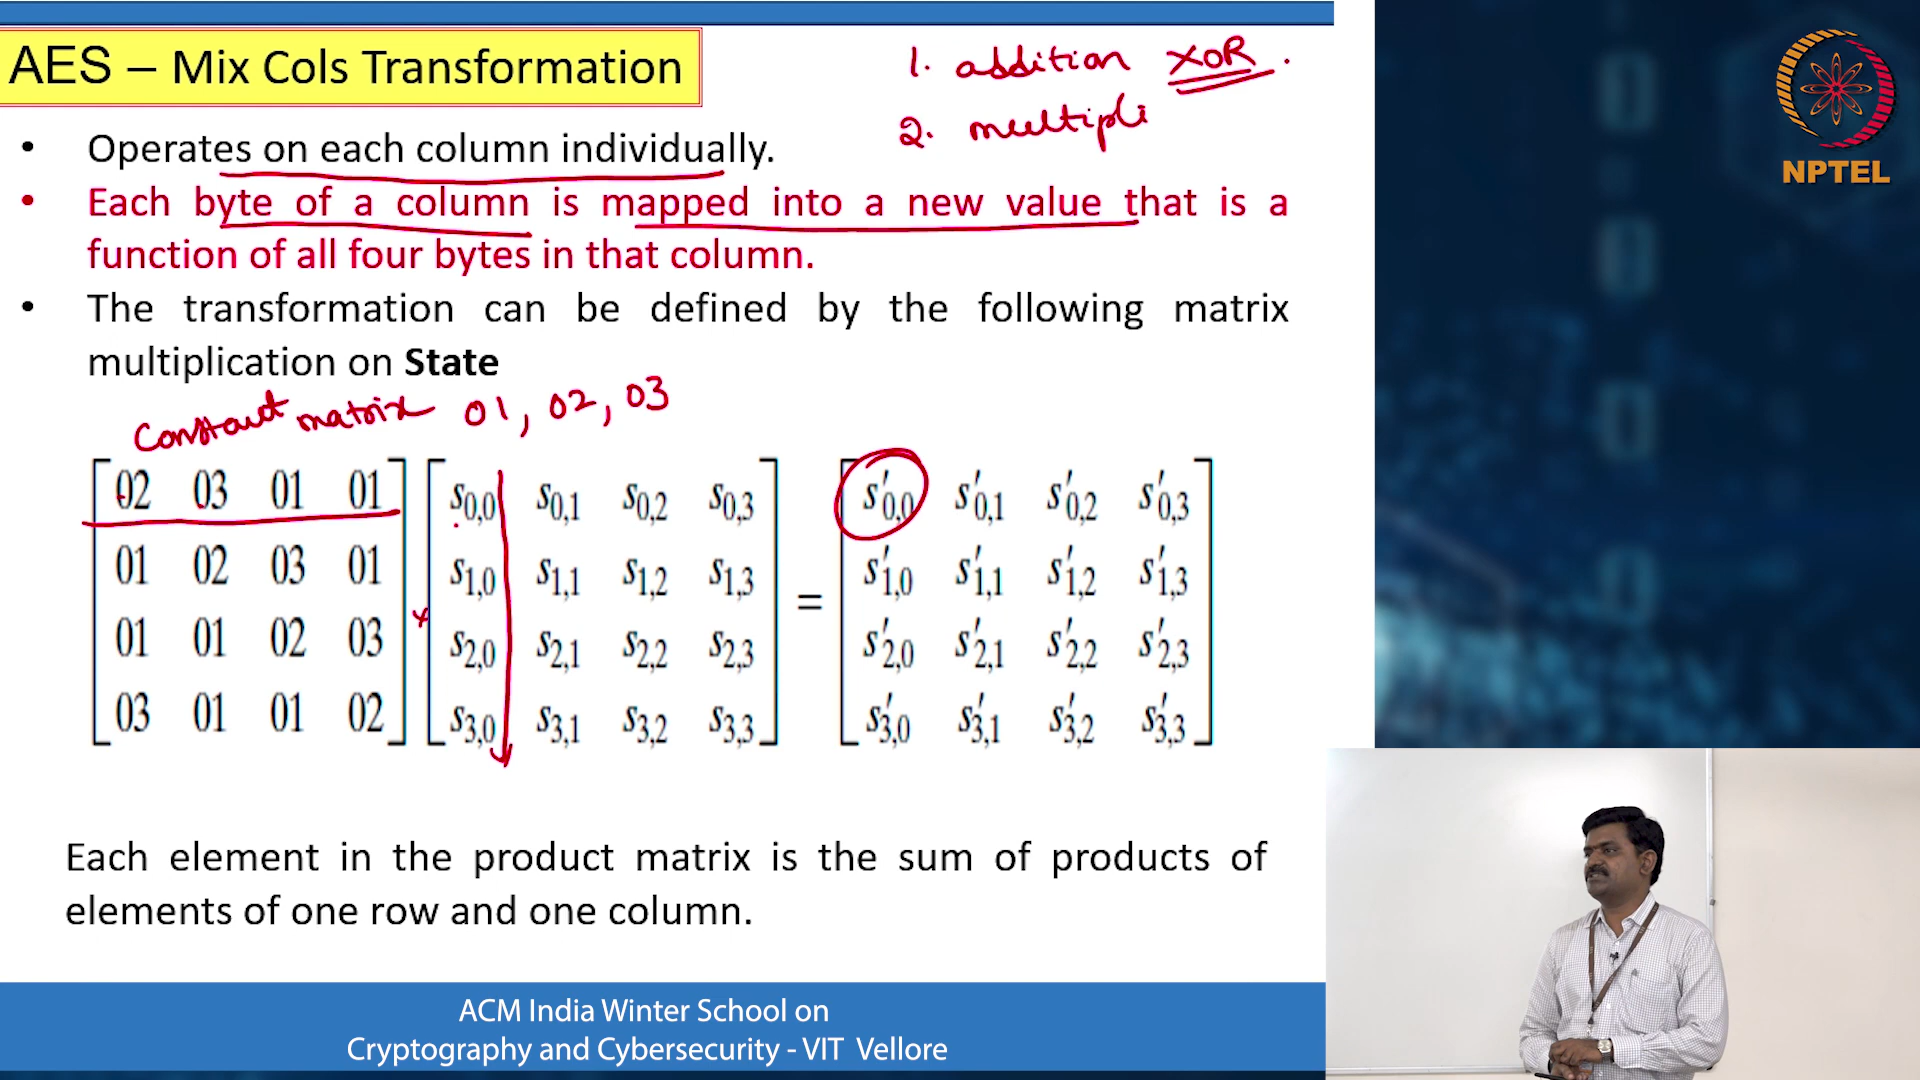 AES – Mix Cols Transformation
1. addition XOR.
2. multipli
• Operates on each column individually.
• Each byte of a column is mapped into a new value that is a
function of all four bytes in that column.
• The transformation can be defined by the following matrix
multiplication on State
Constant matrix 01, 02, 03
02 03 01 01 s0,0 s0,1 s0,2 s0,3 s'0,0 s'0,1 s'0,2 s'0,3
01 02 03 01 s1,0 s1,1 s1,2 s1,3 s'1,0 s'1,1 s'1,2 s'1,3
× =
01 01 02 03 s2,0 s2,1 s2,2 s2,3 s'2,0 s'2,1 s'2,2 s'2,3
03 01 01 02 s3,0 s3,1 s3,2 s3,3 s'3,0 s'3,1 s'3,2 s'3,3
Each element in the product matrix is the sum of products of
elements of one row and one column.
ACM India Winter School on
Cryptography and Cybersecurity - VIT Vellore
NPTEL